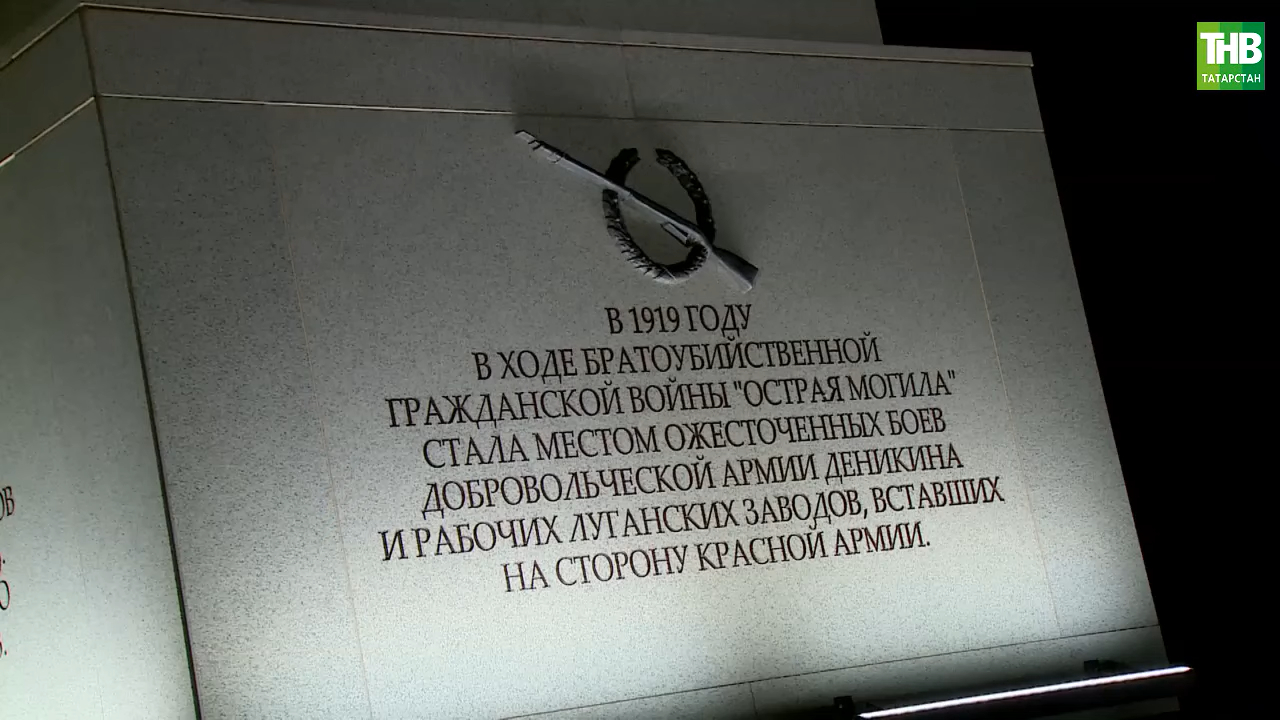 ТНВ
ТАТАРСТАН
В 1919 ГОДУ
В ХОДЕ БРАТОУБИЙСТВЕННОЙ
ГРАЖДАНСКОЙ ВОЙНЫ "ОСТРАЯ МОГИЛА"
СТАЛА МЕСТОМ ОЖЕСТОЧЕННЫХ БОЕВ
ДОБРОВОЛЬЧЕСКОЙ АРМИИ ДЕНИКИНА
И РАБОЧИХ ЛУГАНСКИХ ЗАВОДОВ, ВСТАВШИХ
НА СТОРОНУ КРАСНОЙ АРМИИ.